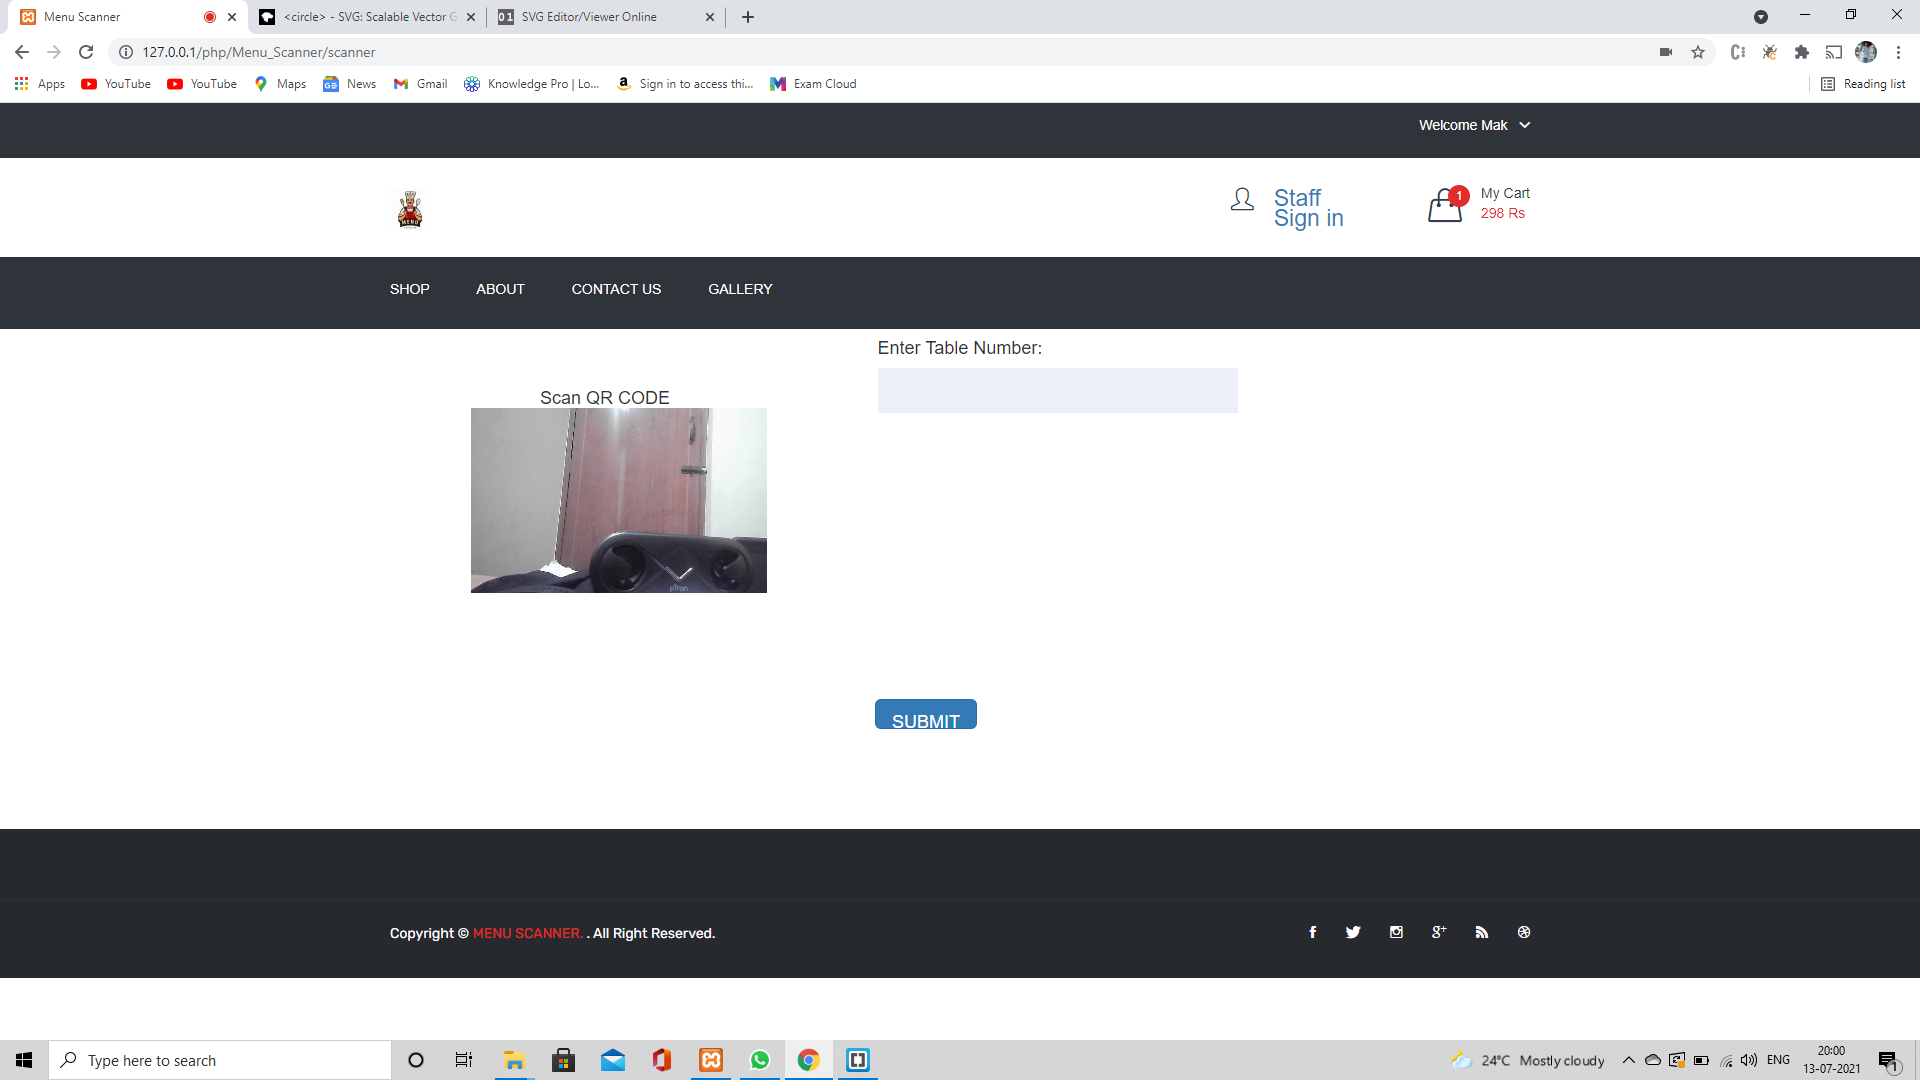 Menu Scanner
<circle> - SVG: Scalable Vector G
SVG Editor/Viewer Online
127.0.0.1/php/Menu_Scanner/scanner
Apps
YouTube
YouTube
Maps
News
Gmail
Knowledge Pro | Lo...
Sign in to access thi...
Exam Cloud
Reading list
Welcome Mak
MENU
Staff
Sign in
1
My Cart
298 Rs
SHOP
ABOUT
CONTACT US
GALLERY
Enter Table Number:
Scan QR CODE
pTron
SUBMIT
Copyright © MENU SCANNER. . All Right Reserved.
Type here to search
24°C Mostly cloudy
ENG
20:00
13-07-2021
1